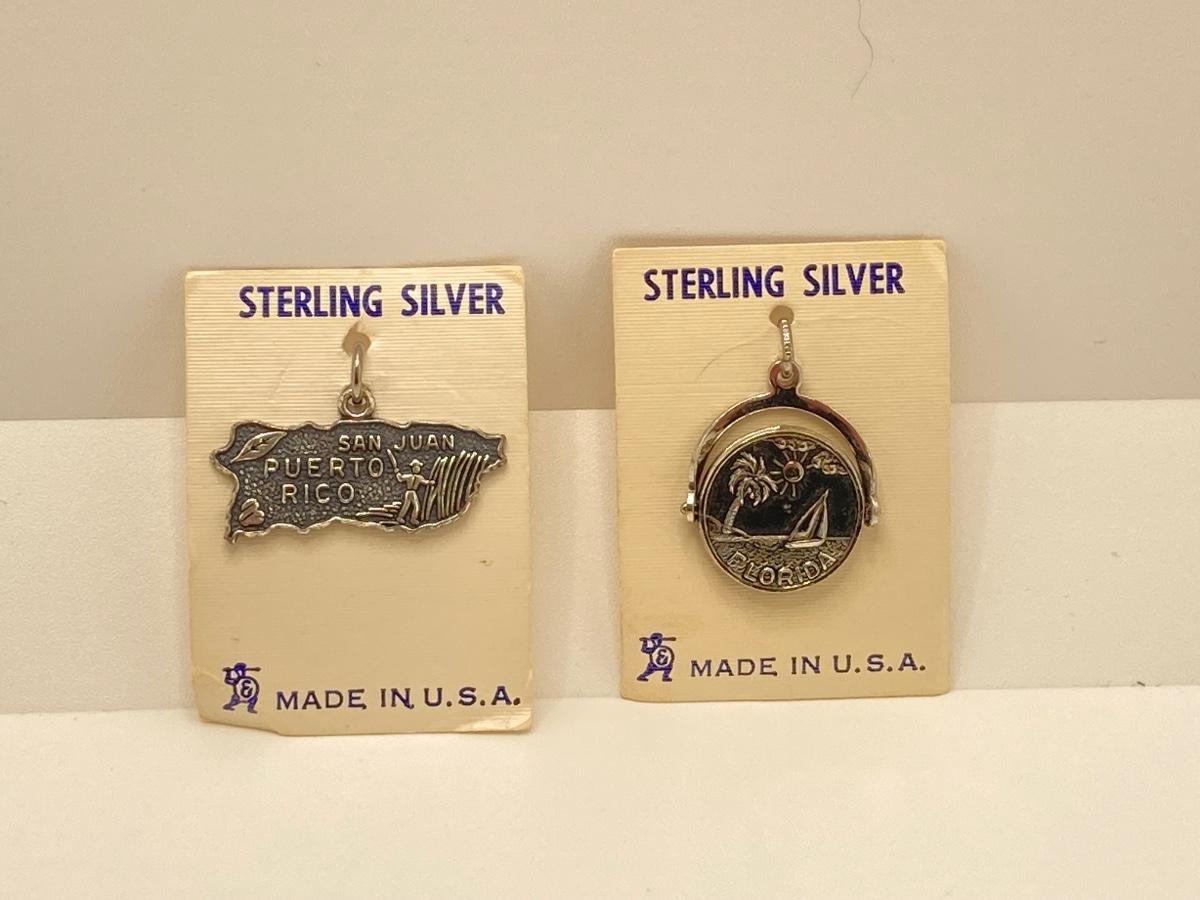 STERLING SILVER
SAN JUAN
PUERTO
RICO
&
MADE IN U.S.A.
STERLING SILVER
FLORIDA
&
MADE IN U.S.A.